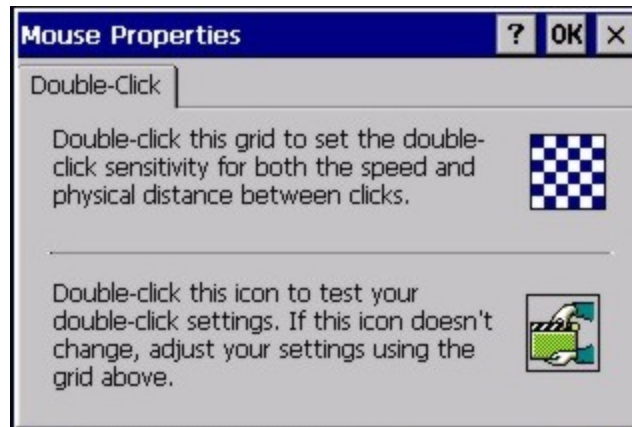 Mouse Properties ? OK ×
Double-Click
Double-click this grid to set the double-
click sensitivity for both the speed and
physical distance between clicks.
Double-click this icon to test your
double-click settings. If this icon doesn't
change, adjust your settings using the
grid above.